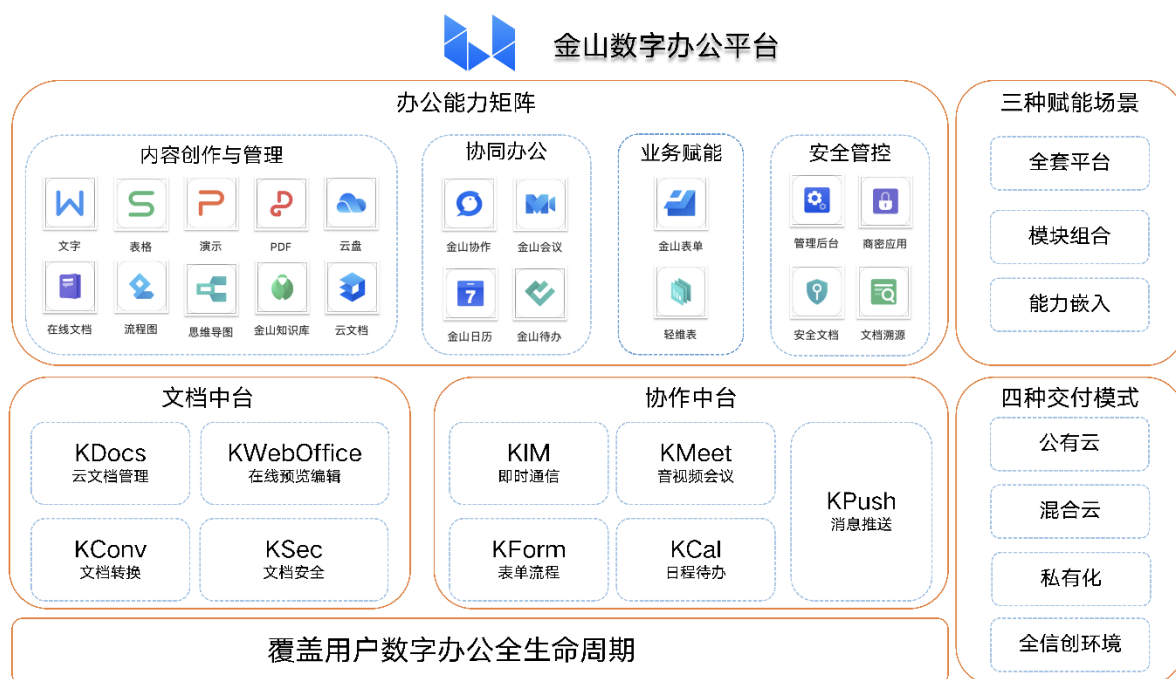 金山数字办公平台
办公能力矩阵
内容创作与管理
文字
表格
演示
PDF
云盘
在线文档
流程图
思维导图
金山知识库
云文档
协同办公
金山协作
金山会议
7
金山日历
金山待办
业务赋能
金山表单
轻维表
安全管控
管理后台
商密应用
安全文档
文档溯源
三种赋能场景
全套平台
模块组合
能力嵌入
文档中台
KDocs
云文档管理
KWebOffice
在线预览编辑
KConv
文档转换
KSec
文档安全
协作中台
KIM
即时通信
KMeet
音视频会议
KForm
表单流程
KCal
日程待办
KPush
消息推送
四种交付模式
公有云
混合云
私有化
全信创环境
覆盖用户数字办公全生命周期